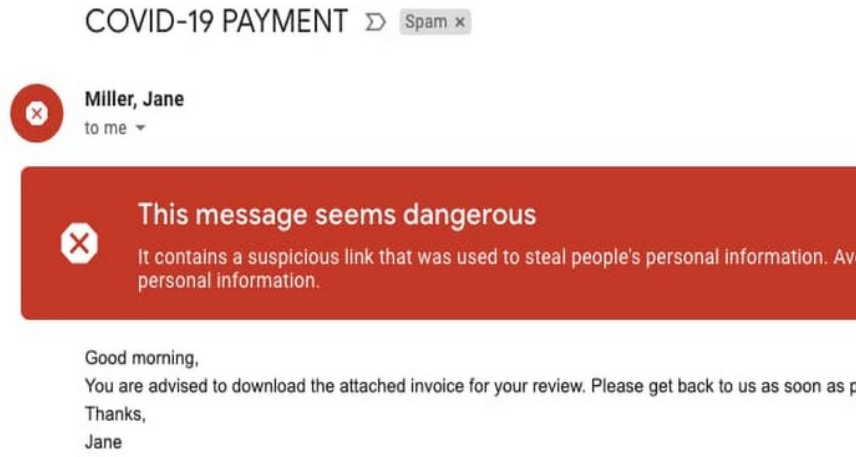 COVID-19 PAYMENT Spam x
Miller, Jane
to me
This message seems dangerous
It contains a suspicious link that was used to steal people's personal information.
personal information.
Good morning,
You are advised to download the attached invoice for your review. Please get back to us as soon as
Thanks,
Jane